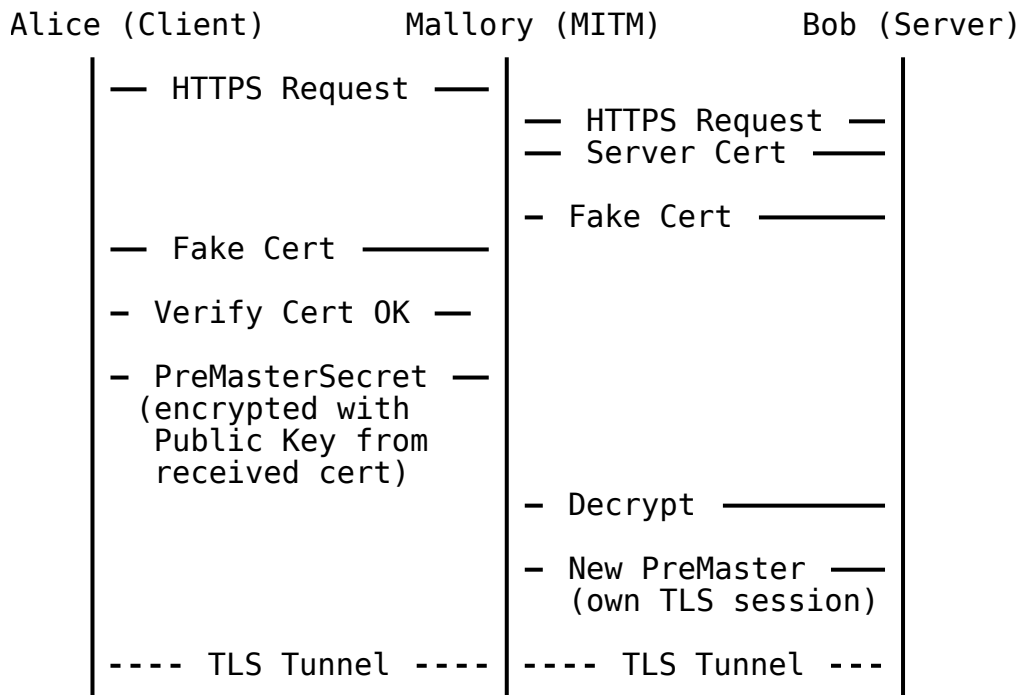 Alice (Client) Mallory (MITM) Bob (Server)
HTTPS Request
HTTPS Request
Server Cert
Fake Cert
Fake Cert
Verify Cert OK
PreMasterSecret
(encrypted with
Public Key from
received cert)
Decrypt
New PreMaster
(own TLS session)
TLS Tunnel TLS Tunnel